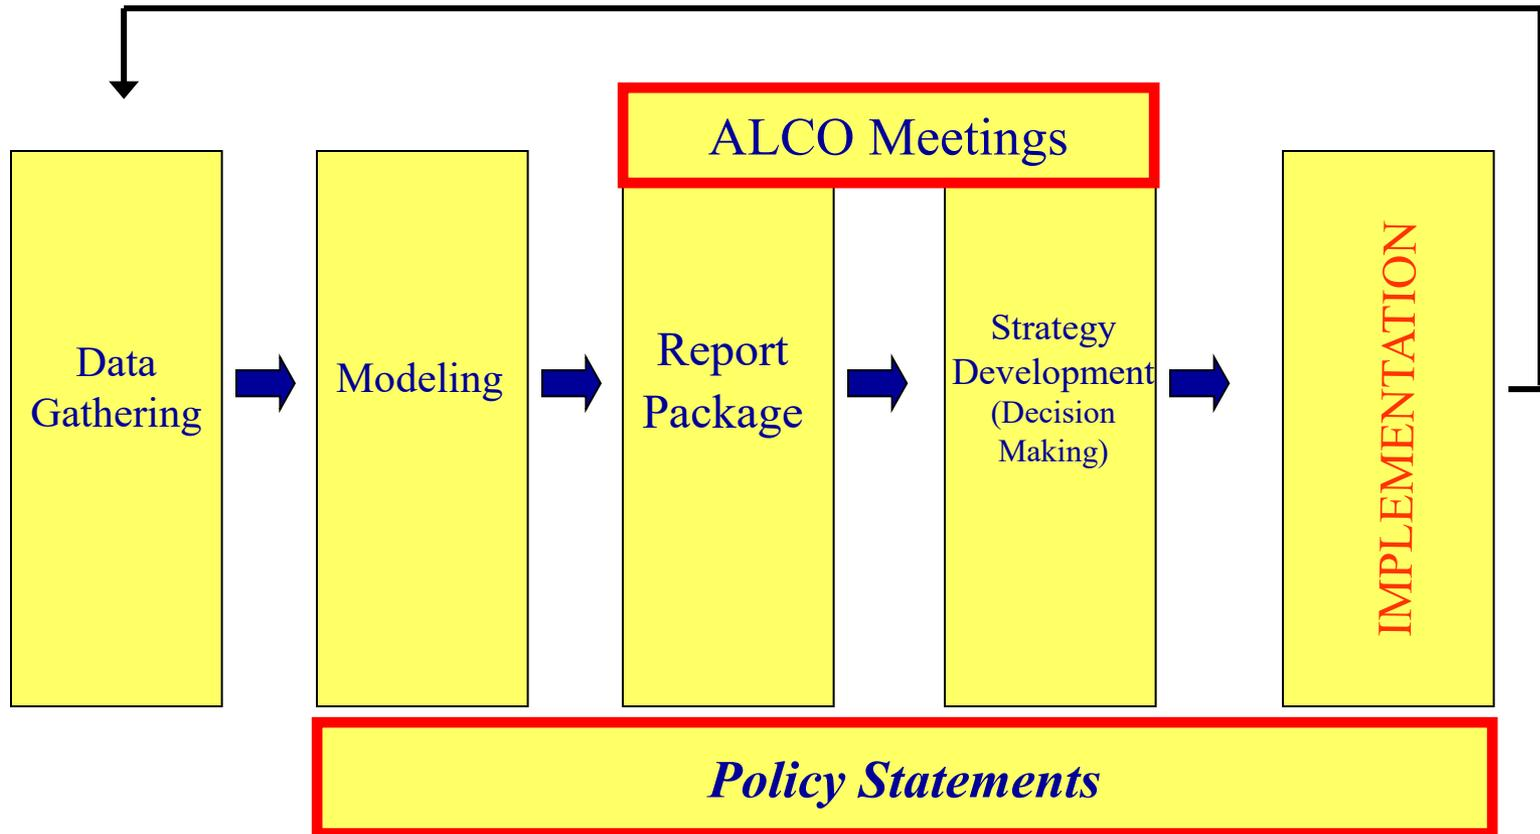 ALCO Meetings
Data
Gathering
Modeling
Report
Package
Strategy
Development
(Decision
Making)
IMPLEMENTATION
Policy Statements